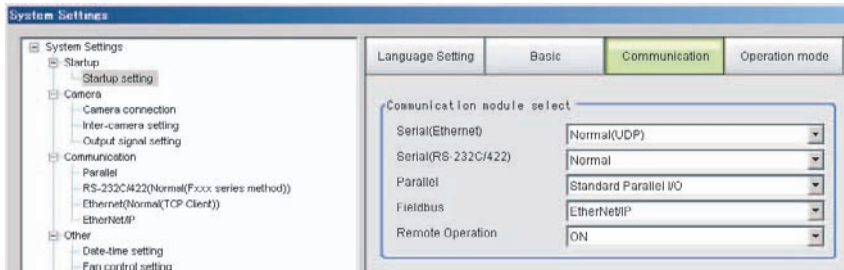 System Settings
System Settings
Startup
Startup setting
Camera
Camera connection
Inter-camera setting
Output signal setting
Communication
Parallel
RS-232C/422(Normal(Fxxx series method))
Ethernet(Normal(TCP Client))
EtherNet/IP
Other
Date-time setting
Fan control setting
Language Setting
Basic
Communication
Operation mode
Communication module select
Serial(Ethernet)
Normal(UDP)
Serial(RS-232C/422)
Normal
Parallel
Standard Parallel I/O
Fieldbus
EtherNet/IP
Remote Operation
ON